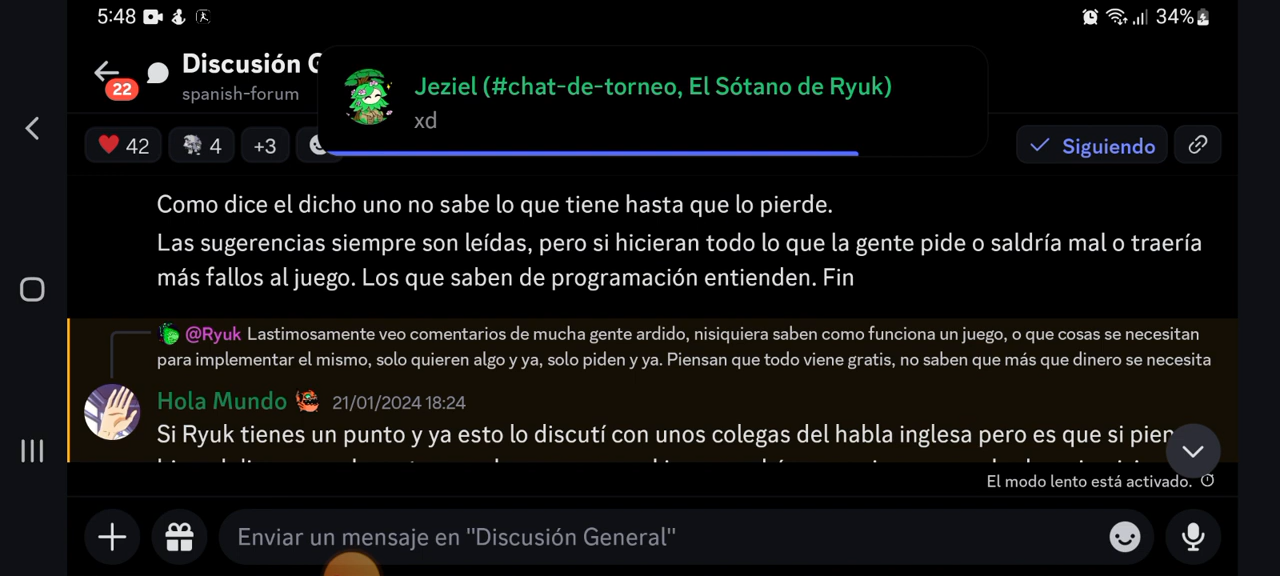 5:48
34%
22
Discusión G
spanish-forum
Jeziel (#chat-de-torneo, El Sótano de Ryuk)
xd
42
4
+3
Siguiendo
Como dice el dicho uno no sabe lo que tiene hasta que lo pierde.
Las sugerencias siempre son leídas, pero si hicieran todo lo que la gente pide o saldría mal o traería
más fallos al juego. Los que saben de programación entienden. Fin
@Ryuk Lastimosamente veo comentarios de mucha gente ardido, nisiquiera saben como funciona un juego, o que cosas se necesitan
para implementar el mismo, solo quieren algo y ya, solo piden y ya. Piensan que todo viene gratis, no saben que más que dinero se necesita
Hola Mundo 21/01/2024 18:24
Si Ryuk tienes un punto y ya esto lo discutí con unos colegas del habla inglesa pero es que si pien
El modo lento está activado.
Enviar un mensaje en "Discusión General"